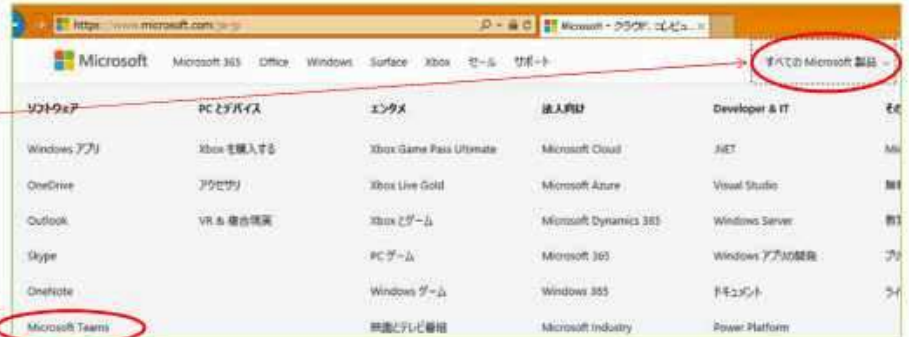 https://www.microsoft.com/ja-jp
Microsoft - クラウド、コンピュ...
Microsoft Microsoft 365 Office Windows Surface Xbox セール サポート すべての Microsoft 製品
ソフトウェア PC とデバイス エンタメ 法人向け Developer & IT その
Windows アプリ Xbox を購入する Xbox Game Pass Ultimate Microsoft Cloud .NET
OneDrive アクセサリ Xbox Live Gold Microsoft Azure Visual Studio
Outlook VR & 複合現実 Xbox とゲーム Microsoft Dynamics 365 Windows Server
Skype PC ゲーム Microsoft 365 Windows アプリの開発
OneNote Windows ゲーム Windows 365 ドキュメント
Microsoft Teams 映画とテレビ番組 Microsoft Industry Power Platform